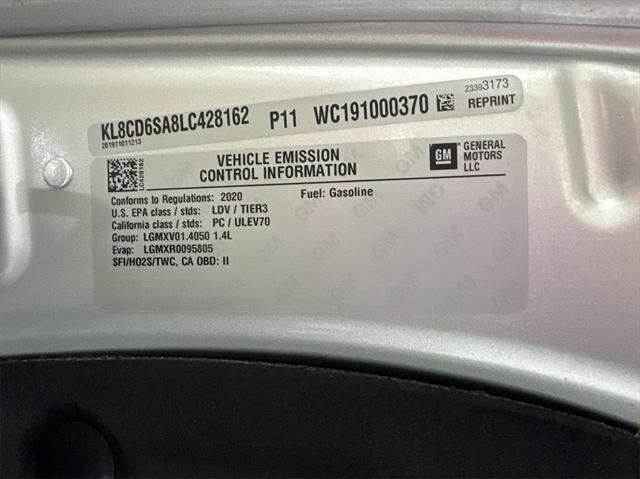 KL8CD6SA8LC428162 P11 WC191000370 23393173
201911011213 REPRINT
LC428162
VEHICLE EMISSION
CONTROL INFORMATION
GM GENERAL
MOTORS
LLC
Conforms to Regulations: 2020 Fuel: Gasoline
U.S. EPA class / stds: LDV / TIER3
California class / stds: PC / ULEV70
Group: LGMXV01.4050 1.4L
Evap: LGMXR0095805
SFI/HO2S/TWC, CA OBD: II